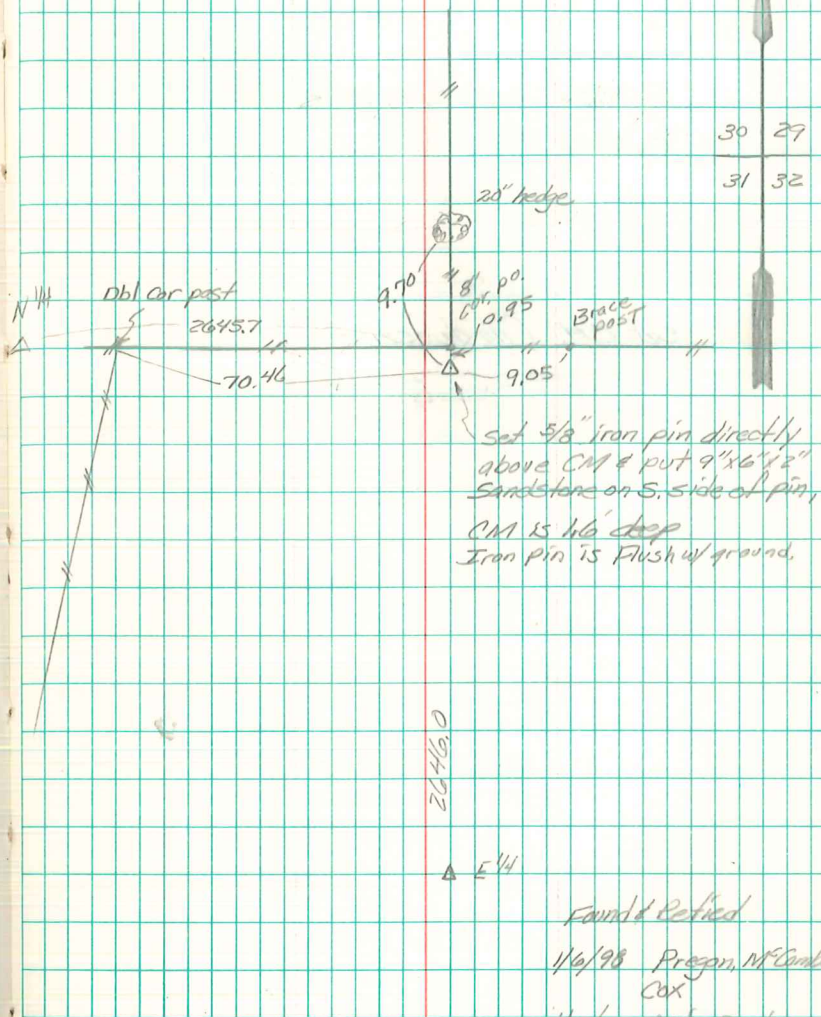 30 29
31 32
20" hedge
N 1/4
Dbl Cor post
2645.7
9.70
8"
Cor. po.
0.95
Brace
post
70.46
9.05'
Set 5/8" iron pin directly
above CM & put 9"x6"x2"
Sandstone on S. side of pin,
CM is 1.6' deep
Iron pin is Flush w/ ground.
2646.0
E 1/4
Found & Retied
1/6/98 Pregon, McComb
Cox